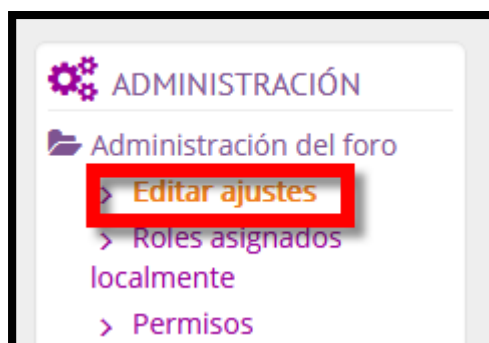 ADMINISTRACIÓN
Administración del foro
> Editar ajustes
> Roles asignados
localmente
> Permisos